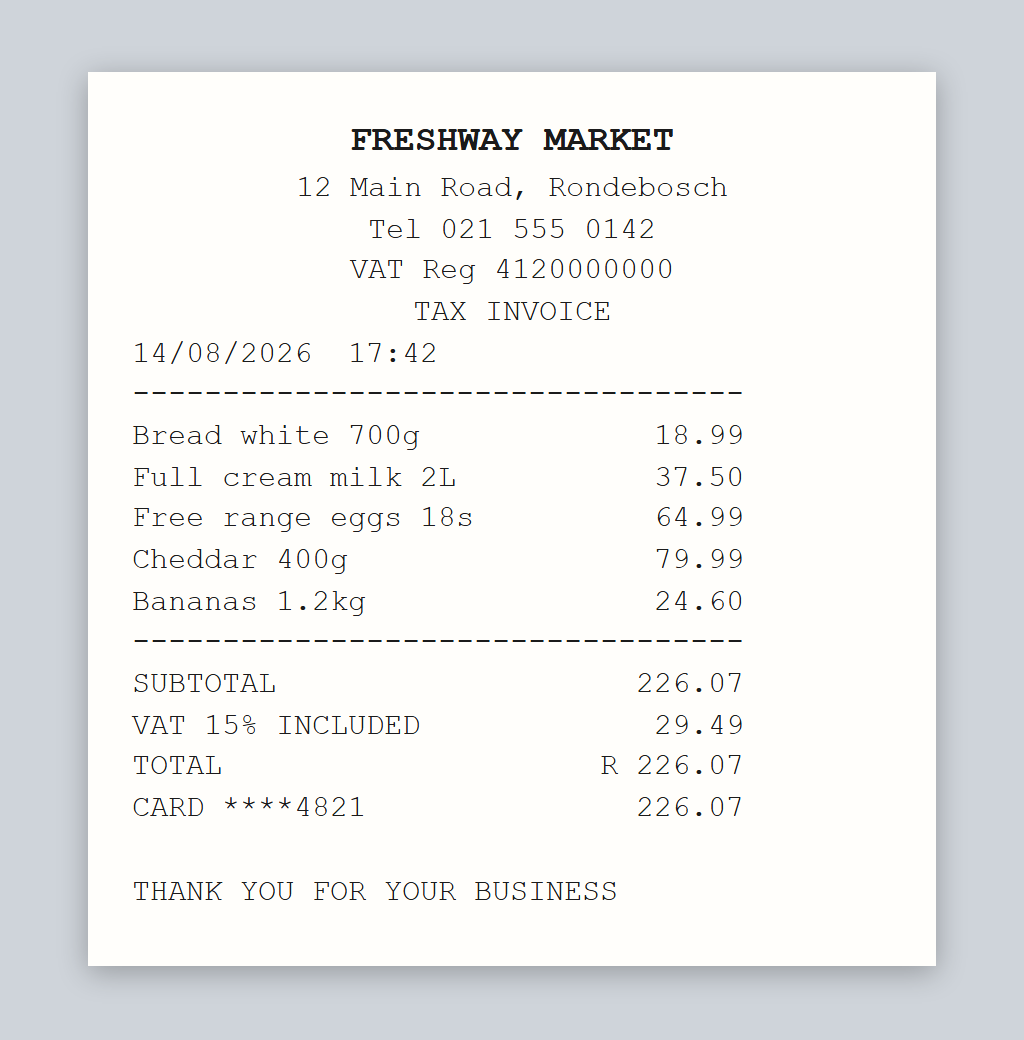 FRESHWAY MARKET
12 Main Road, Rondebosch
Tel 021 555 0142
VAT Reg 4120000000
TAX INVOICE
14/08/2026  17:42
----------------------------------
Bread white 700g             18.99
Full cream milk 2L           37.50
Free range eggs 18s          64.99
Cheddar 400g                 79.99
Bananas 1.2kg                24.60
----------------------------------
SUBTOTAL                    226.07
VAT 15% INCLUDED             29.49
TOTAL                     R 226.07
CARD ****4821               226.07
THANK YOU FOR YOUR BUSINESS